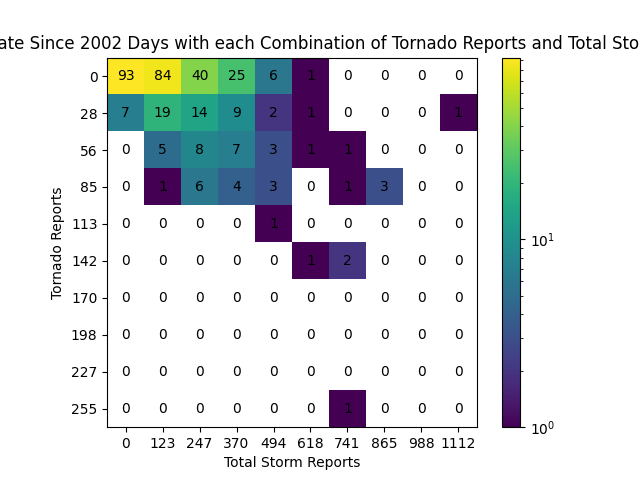 ate Since 2002 Days with each Combination of Tornado Reports and Total Sto
0 93 84 40 25 6 1 0 0 0 0
28 7 19 14 9 2 1 0 0 0 1
56 0 5 8 7 3 1 1 0 0 0
85 0 1 6 4 3 0 1 3 0 0
113 0 0 0 0 1 0 0 0 0 0
142 0 0 0 0 0 1 2 0 0 0
170 0 0 0 0 0 0 0 0 0 0
198 0 0 0 0 0 0 0 0 0 0
227 0 0 0 0 0 0 0 0 0 0
255 0 0 0 0 0 0 1 0 0 0
0 123 247 370 494 618 741 865 988 1112
Total Storm Reports
Tornado Reports
10¹
10⁰